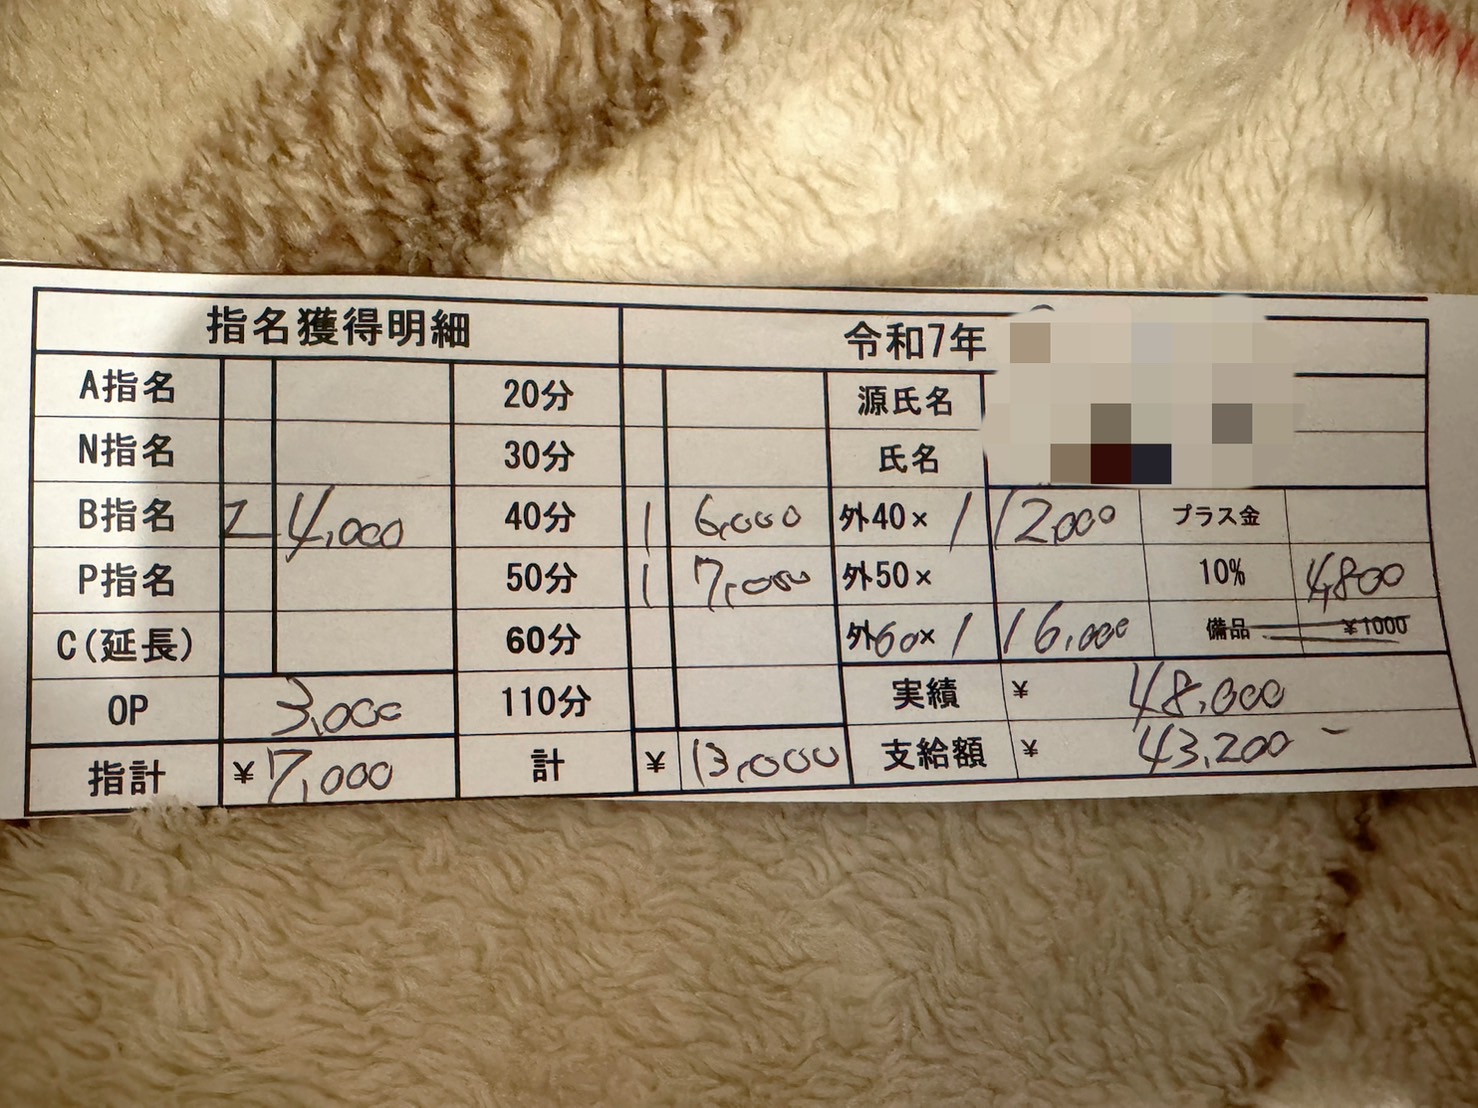 指名獲得明細 令和7年
A指名 20分 源氏名
N指名 30分 氏名
B指名 2 4,000 40分 1 6,000 外40× 1 12,000 プラス金
P指名 50分 1 7,000 外50× 10% 4,800
C(延長) 60分 外60× 1 16,000 備品 ¥1000
OP 3,000 110分 実績 ¥ 48,000
指計 ¥7,000 計 ¥ 13,000 支給額 ¥ 43,200 -